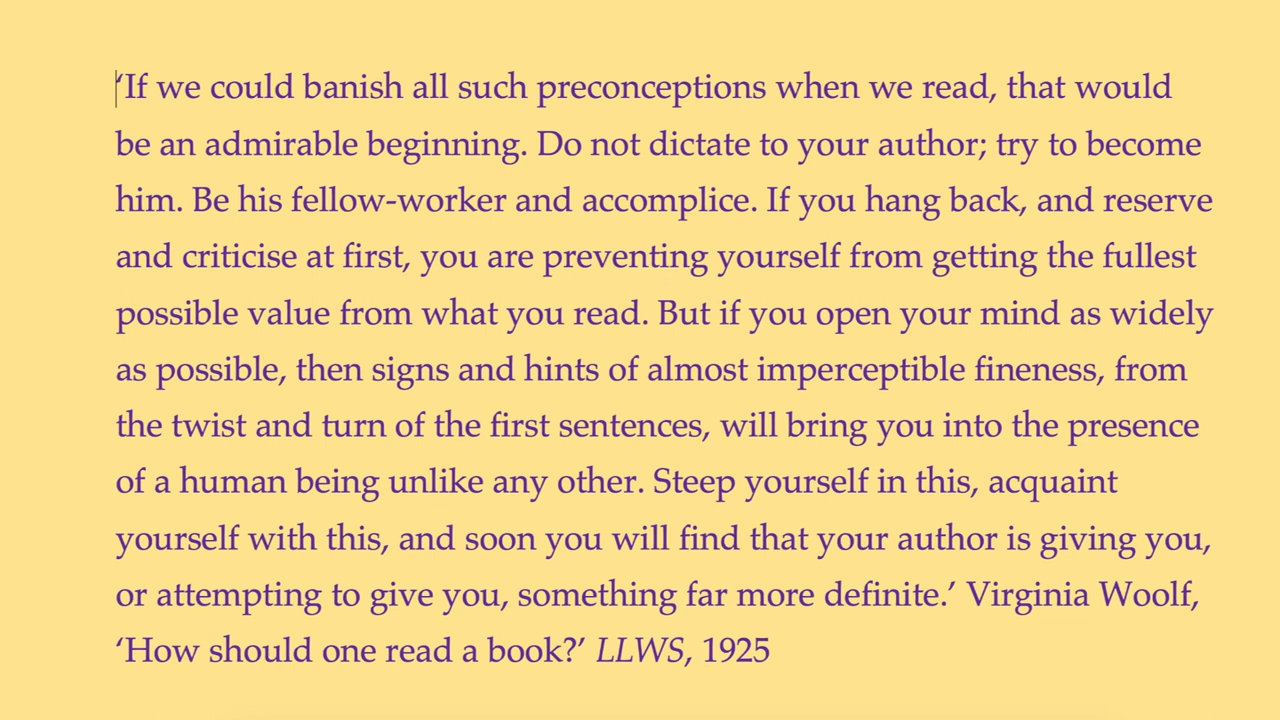 ‘If we could banish all such preconceptions when we read, that would
be an admirable beginning. Do not dictate to your author; try to become
him. Be his fellow-worker and accomplice. If you hang back, and reserve
and criticise at first, you are preventing yourself from getting the fullest
possible value from what you read. But if you open your mind as widely
as possible, then signs and hints of almost imperceptible fineness, from
the twist and turn of the first sentences, will bring you into the presence
of a human being unlike any other. Steep yourself in this, acquaint
yourself with this, and soon you will find that your author is giving you,
or attempting to give you, something far more definite.’ Virginia Woolf,
‘How should one read a book?’ LLWS, 1925